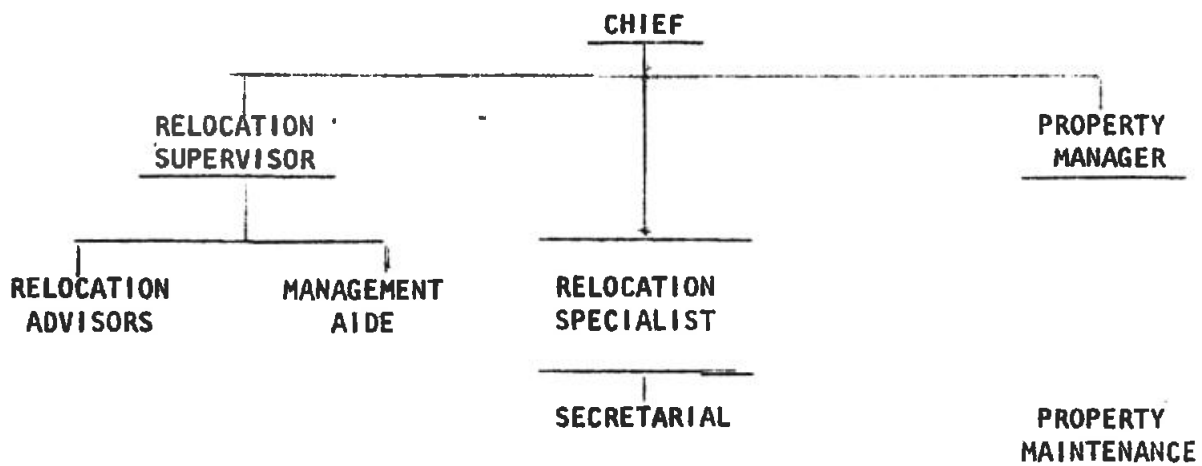 CHIEF
RELOCATION
SUPERVISOR
PROPERTY
MANAGER
RELOCATION
ADVISORS
MANAGEMENT
AIDE
RELOCATION
SPECIALIST
SECRETARIAL
PROPERTY
MAINTENANCE